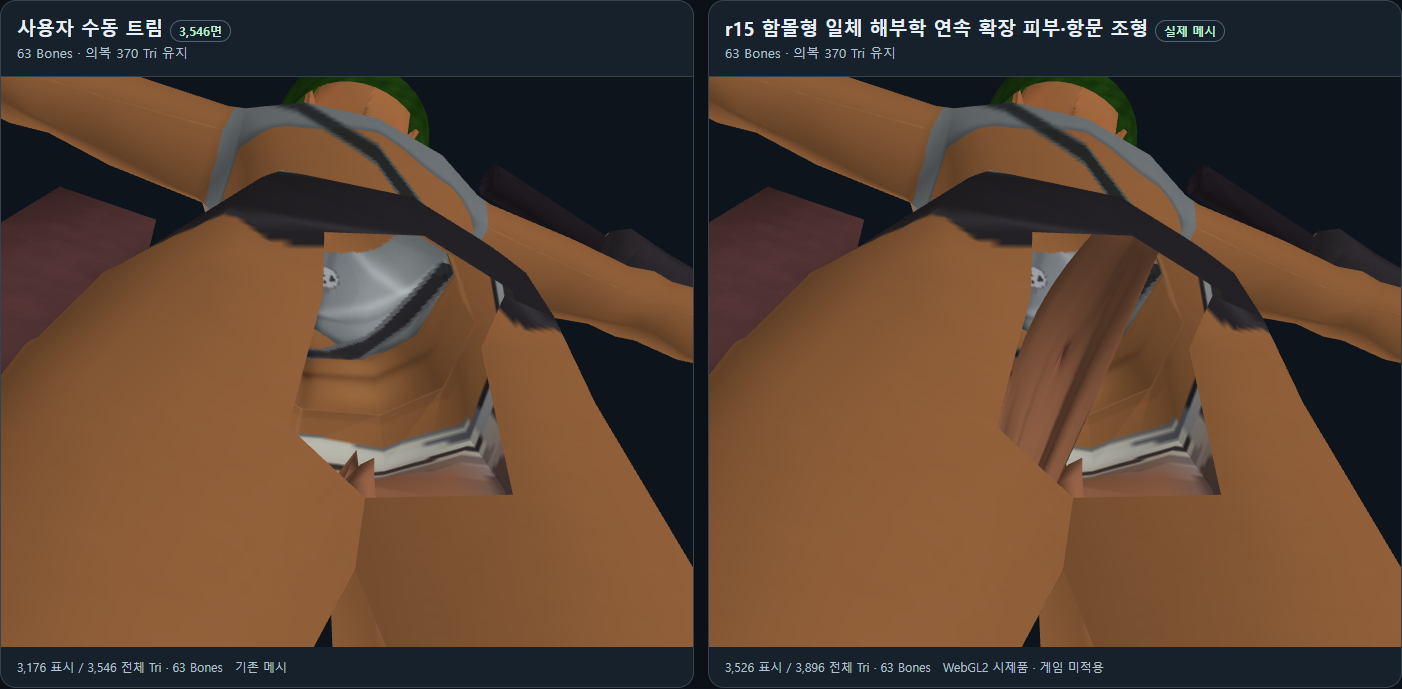 사용자 수동 트림 3,546면
63 Bones · 의복 370 Tri 유지
3,176 표시 / 3,546 전체 Tri · 63 Bones 기존 메시
r15 함몰형 일체 해부학 연속 확장 피부·항문 조형 실제 메시
63 Bones · 의복 370 Tri 유지
3,526 표시 / 3,896 전체 Tri · 63 Bones WebGL2 시제품 · 게임 미적용